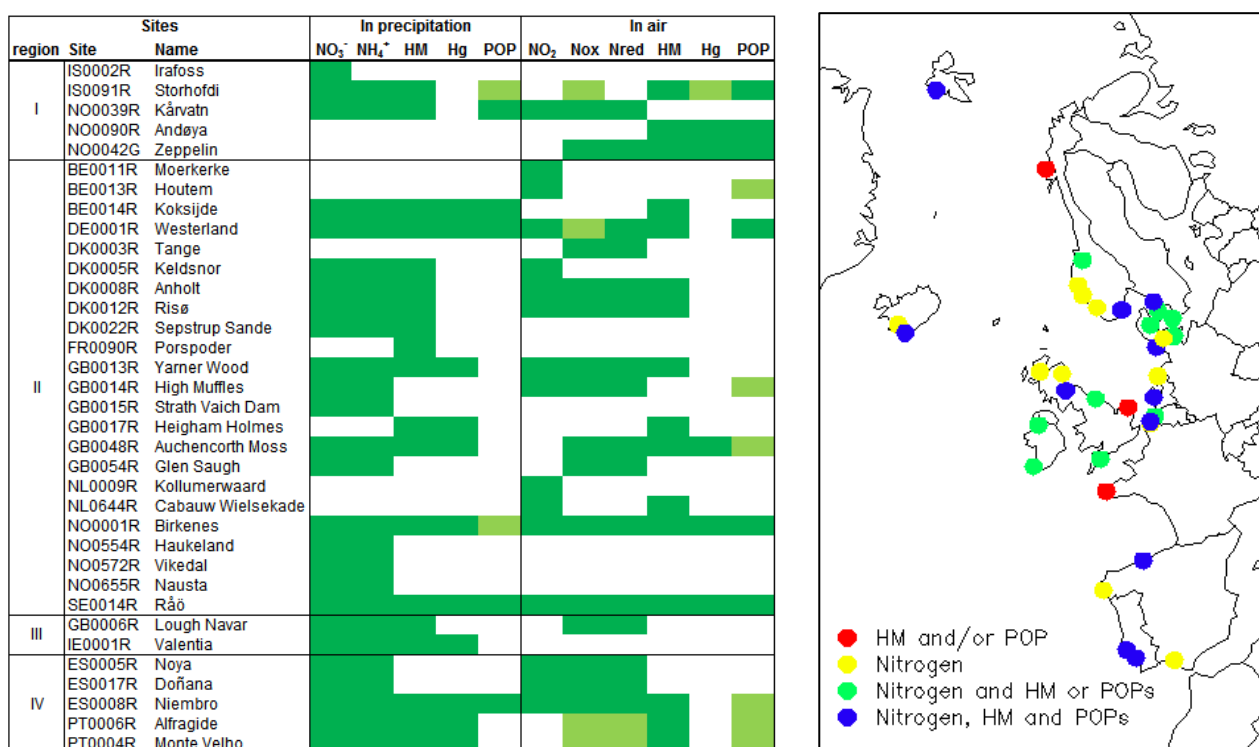 Sites In precipitation In air
region Site Name NO₃⁻ NH₄⁺ HM Hg POP NO₂ Nox Nred HM Hg POP
IS0002R Irafoss
IS0091R Storhofdi
I NO0039R Kårvatn
NO0090R Andøya
NO0042G Zeppelin
BE0011R Moerkerke
BE0013R Houtem
BE0014R Koksijde
DE0001R Westerland
DK0003R Tange
DK0005R Keldsnor
DK0008R Anholt
DK0012R Risø
DK0022R Sepstrup Sande
FR0090R Porspoder
GB0013R Yarner Wood
II GB0014R High Muffles
GB0015R Strath Vaich Dam
GB0017R Heigham Holmes
GB0048R Auchencorth Moss
GB0054R Glen Saugh
NL0009R Kollumerwaard
NL0644R Cabauw Wielsekade
NO0001R Birkenes
NO0554R Haukeland
NO0572R Vikedal
NO0655R Nausta
SE0014R Råö
III GB0006R Lough Navar
IE0001R Valentia
ES0005R Noya
ES0017R Doñana
IV ES0008R Niembro
PT0006R Alfragide
PT0004R Monte Velho
HM and/or POP
Nitrogen
Nitrogen and HM or POPs
Nitrogen, HM and POPs